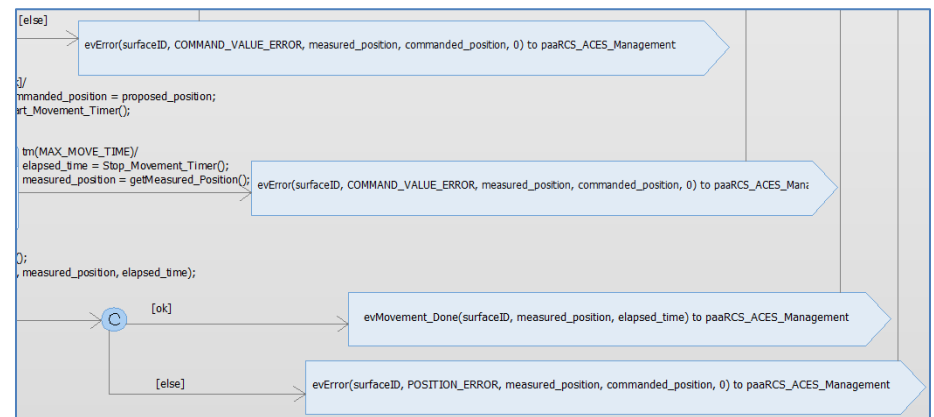 [else]
evError(surfaceID, COMMAND_VALUE_ERROR, measured_position, commanded_position, 0) to paaRCS_ACES_Management
]/
mmanded_position = proposed_position;
art_Movement_Timer();
tm(MAX_MOVE_TIME)/
elapsed_time = Stop_Movement_Timer();
measured_position = getMeasured_Position();
evError(surfaceID, COMMAND_VALUE_ERROR, measured_position, commanded_position, 0) to paaRCS_ACES_Mana
();
, measured_position, elapsed_time);
[ok]
C
evMovement_Done(surfaceID, measured_position, elapsed_time) to paaRCS_ACES_Management
[else]
evError(surfaceID, POSITION_ERROR, measured_position, commanded_position, 0) to paaRCS_ACES_Management